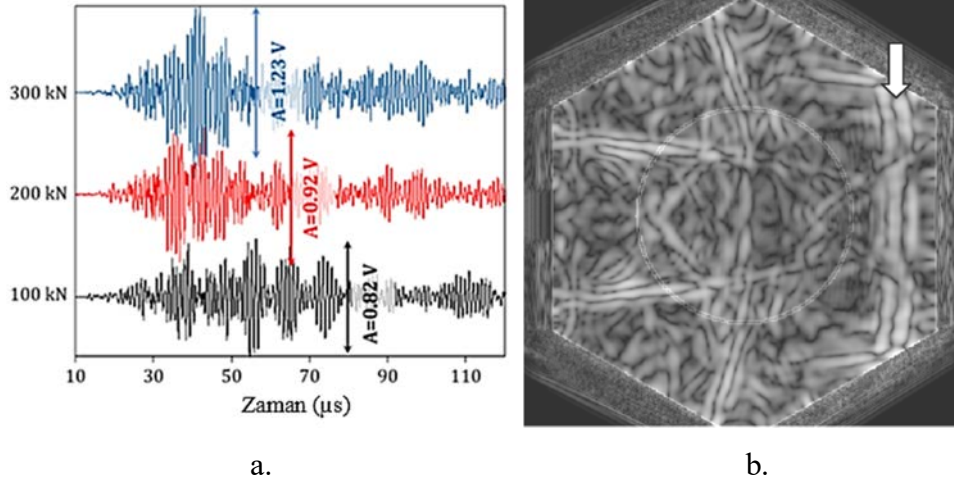 300 kN
200 kN
100 kN
A=1.23 V
A=0.92 V
A=0.82 V
10 30 50 70 90 110
Zaman (µs)
a. b.